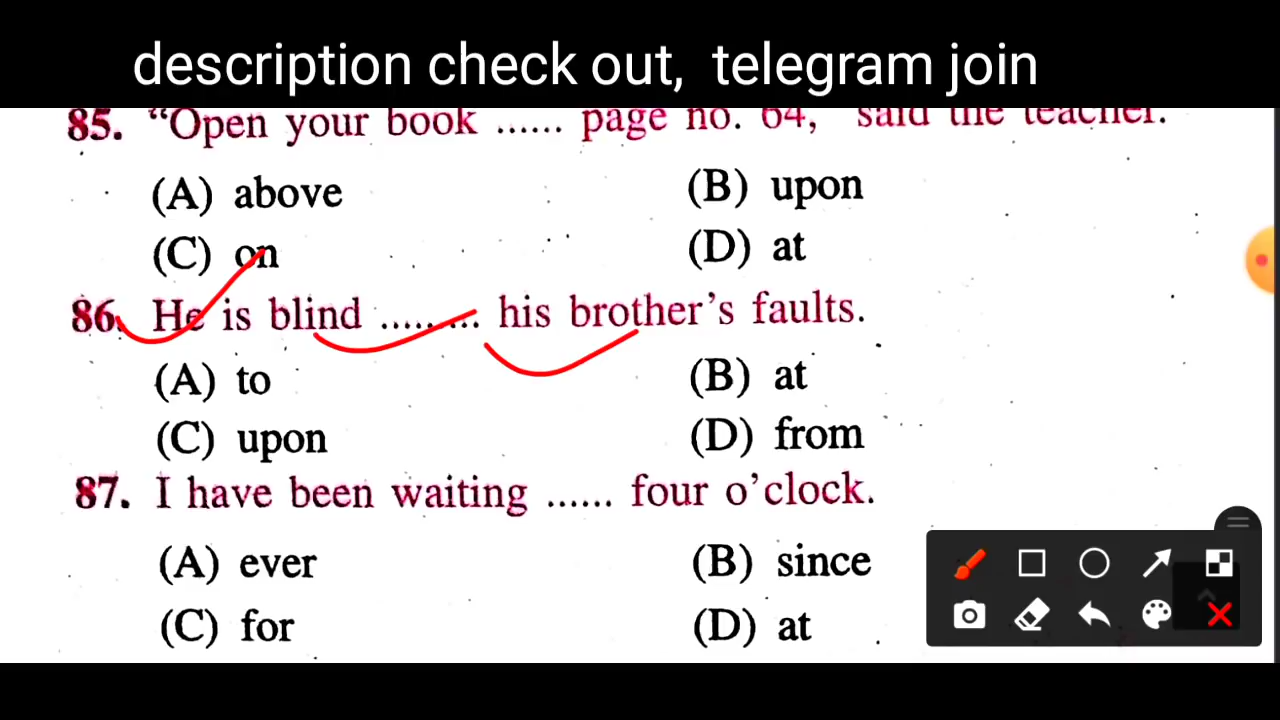 description check out, telegram join
85. “Open your book ...... page no. 64,” said the teacher.
(A) above (B) upon
(C) on (D) at
86. He is blind ......... his brother’s faults.
(A) to (B) at
(C) upon (D) from
87. I have been waiting ...... four o’clock.
(A) ever (B) since
(C) for (D) at